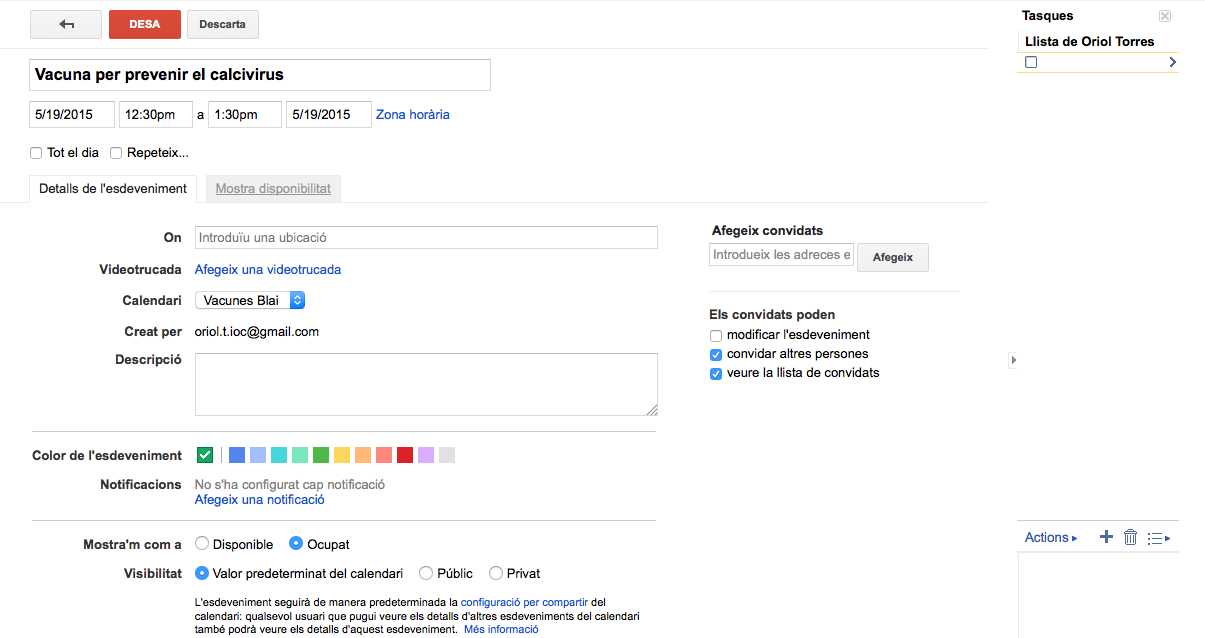 DESA
Descarta
Vacuna per prevenir el calcivirus
5/19/2015 12:30pm a 1:30pm 5/19/2015 Zona horària
Tot el dia Repeteix...
Detalls de l'esdeveniment Mostra disponibilitat
On Introduïu una ubicació
Videotrucada Afegeix una videotrucada
Calendari Vacunes Blai
Creat per oriol.t.ioc@gmail.com
Descripció
Color de l'esdeveniment
Notificacions No s'ha configurat cap notificació
Afegeix una notificació
Mostra'm com a Disponible Ocupat
Visibilitat Valor predeterminat del calendari Públic Privat
L'esdeveniment seguirà de manera predeterminada la configuració per compartir del
calendari: qualsevol usuari que pugui veure els detalls d'altres esdeveniments del calendari
també podrà veure els detalls d'aquest esdeveniment. Més informació
Afegeix convidats
Introdueix les adreces e Afegeix
Els convidats poden
modificar l'esdeveniment
convidar altres persones
veure la llista de convidats
Tasques
Llista de Oriol Torres
Actions